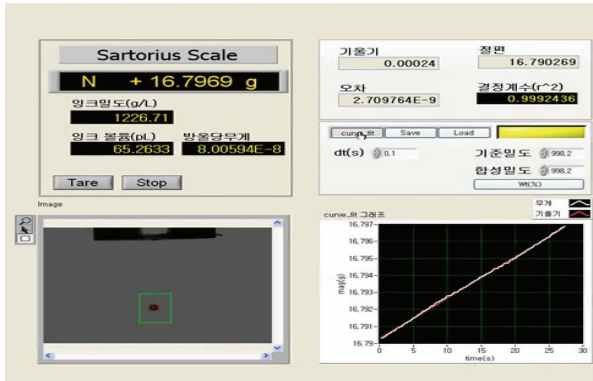 Sartorius Scale
N + 16.7969 g
잉크밀도(g/L)
1226.71
잉크 볼륨(pL) 방울당무게
65.2633 8.00594E-8
Tare Stop
기울기 절편
0.00024 16.790269
오차 결정계수(r^2)
2.709764E-9 0.9992436
curve_fit Save Load
dt(s) 0.1 기준밀도 998.2
합성밀도 998.2
Wt(%)
Image
무게
기울기
curve_fit 그래프
16.797
16.796
16.795
16.794
16.793
16.792
16.791
16.79
mag(g)
0 5 10 15 20 25 30
time(s)